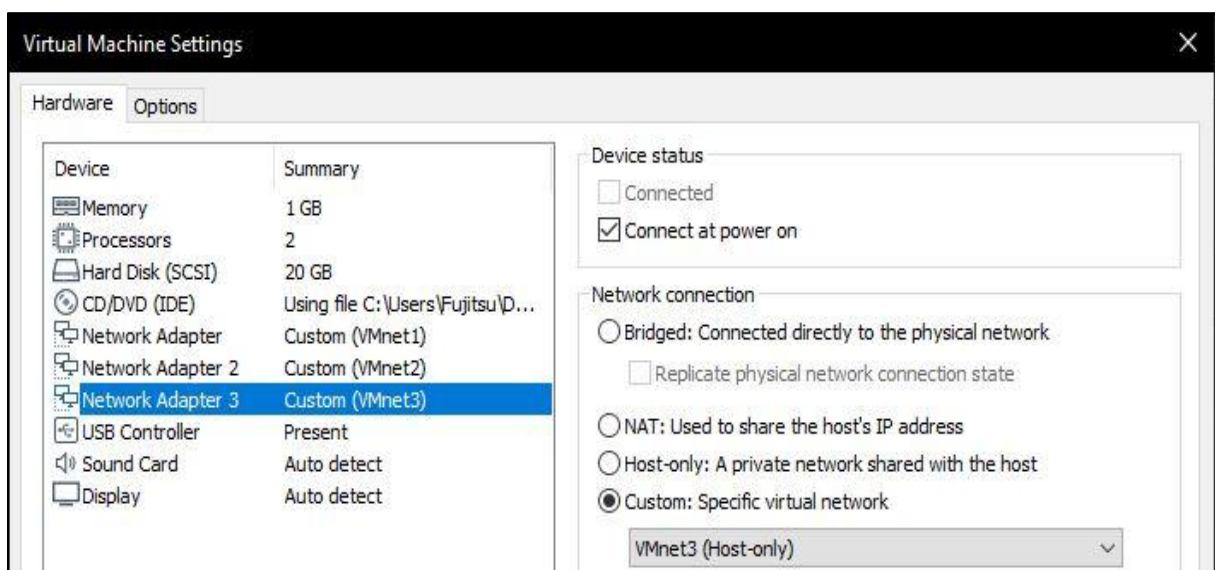 Virtual Machine Settings
Hardware Options
Device Summary
Memory 1 GB
Processors 2
Hard Disk (SCSI) 20 GB
CD/DVD (IDE) Using file C:\Users\Fujitsu\D...
Network Adapter Custom (VMnet1)
Network Adapter 2 Custom (VMnet2)
Network Adapter 3 Custom (VMnet3)
USB Controller Present
Sound Card Auto detect
Display Auto detect
Device status
Connected
Connect at power on
Network connection
Bridged: Connected directly to the physical network
Replicate physical network connection state
NAT: Used to share the host's IP address
Host-only: A private network shared with the host
Custom: Specific virtual network
VMnet3 (Host-only)